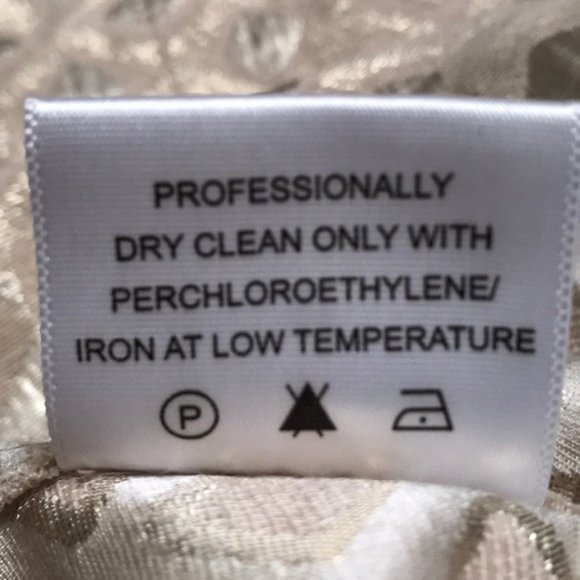 PROFESSIONALLY
DRY CLEAN ONLY WITH
PERCHLOROETHYLENE/
IRON AT LOW TEMPERATURE
P